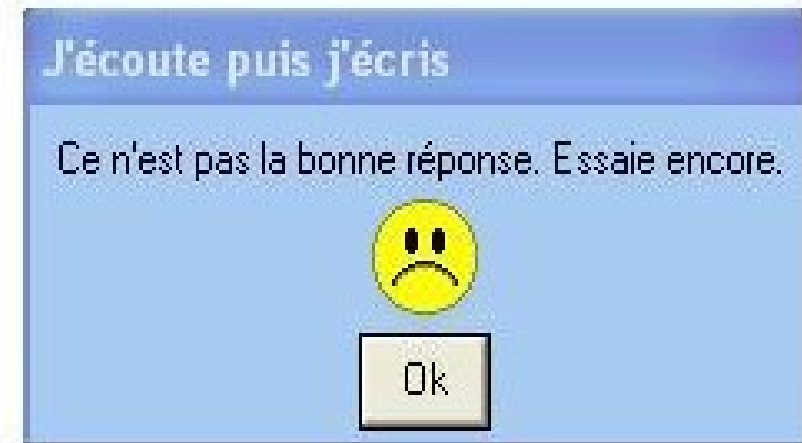 J'écoute puis j'écris
Ce n'est pas la bonne réponse. Essaie encore.
Ok